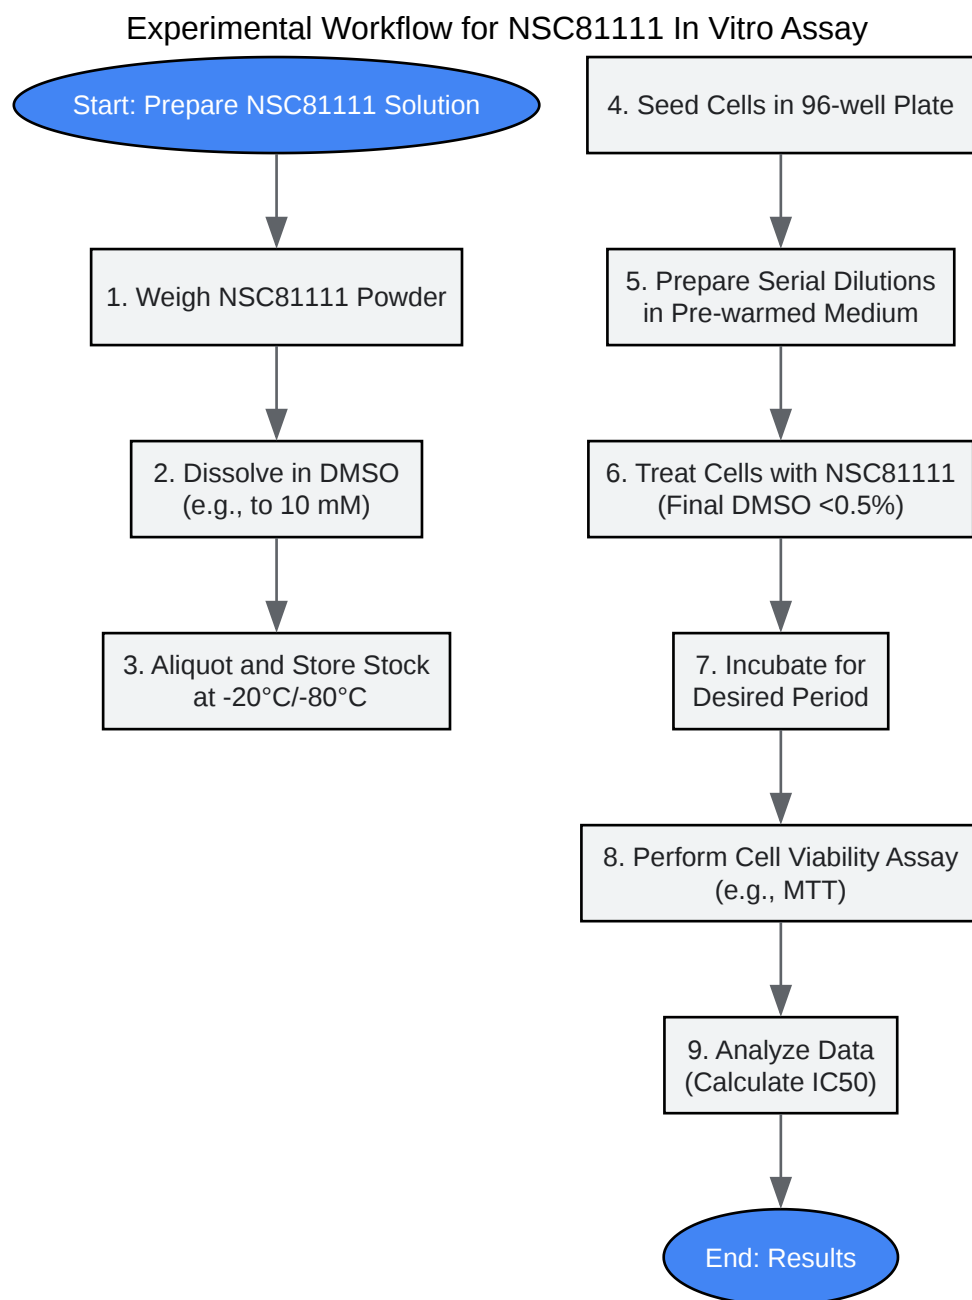 Experimental Workflow for NSC81111 In Vitro Assay
Start: Prepare NSC81111 Solution
1. Weigh NSC81111 Powder
2. Dissolve in DMSO
(e.g., to 10 mM)
3. Aliquot and Store Stock
at -20°C/-80°C
4. Seed Cells in 96-well Plate
5. Prepare Serial Dilutions
in Pre-warmed Medium
6. Treat Cells with NSC81111
(Final DMSO <0.5%)
7. Incubate for
Desired Period
8. Perform Cell Viability Assay
(e.g., MTT)
9. Analyze Data
(Calculate IC50)
End: Results